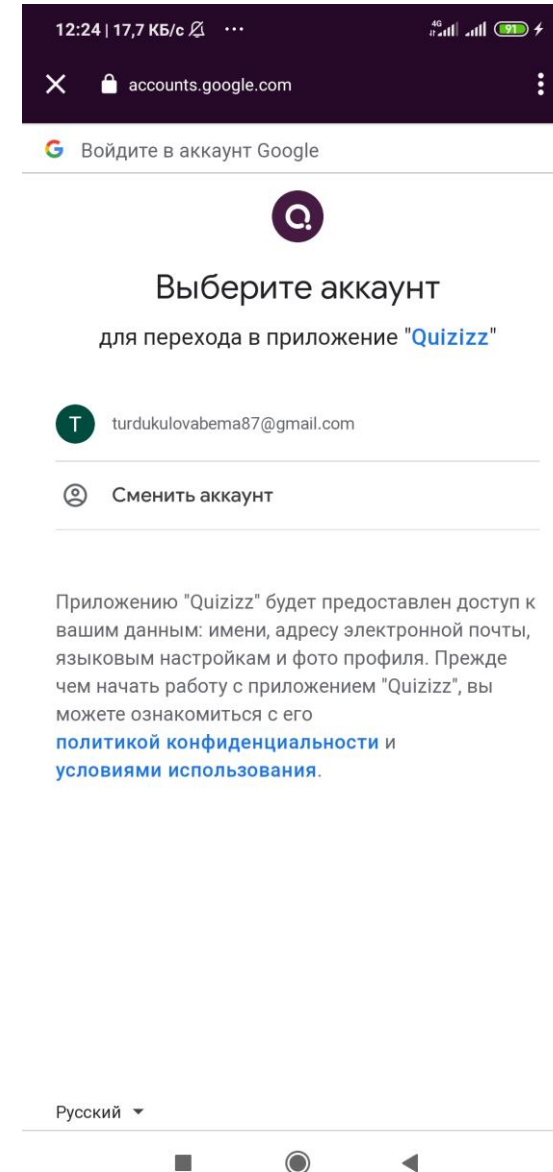 12:24 | 17,7 КБ/с ...
4G 91
accounts.google.com
Войдите в аккаунт Google
Выберите аккаунт
для перехода в приложение "Quizizz"
T turdukulovabema87@gmail.com
Сменить аккаунт
Приложению "Quizizz" будет предоставлен доступ к
вашим данным: имени, адресу электронной почты,
языковым настройкам и фото профиля. Прежде
чем начать работу с приложением "Quizizz", вы
можете ознакомиться с его
политикой конфиденциальности и
условиями использования.
Русский